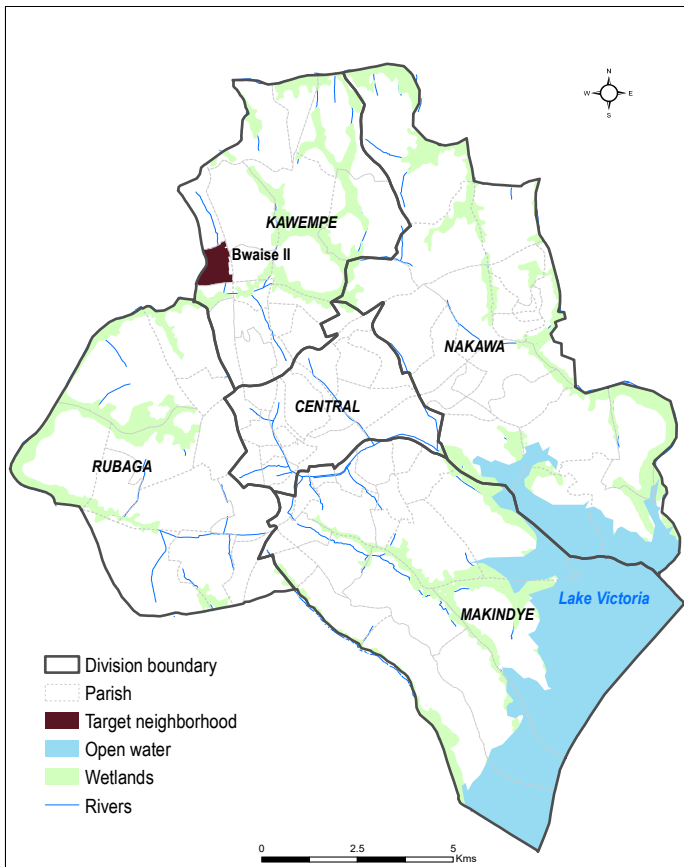 N
W E
S
KAWEMPE
Bwaise II
NAKAWA
CENTRAL
RUBAGA
Lake Victoria
MAKINDYE
Division boundary
Parish
Target neighborhood
Open water
Wetlands
Rivers
0 2.5 5
Kms